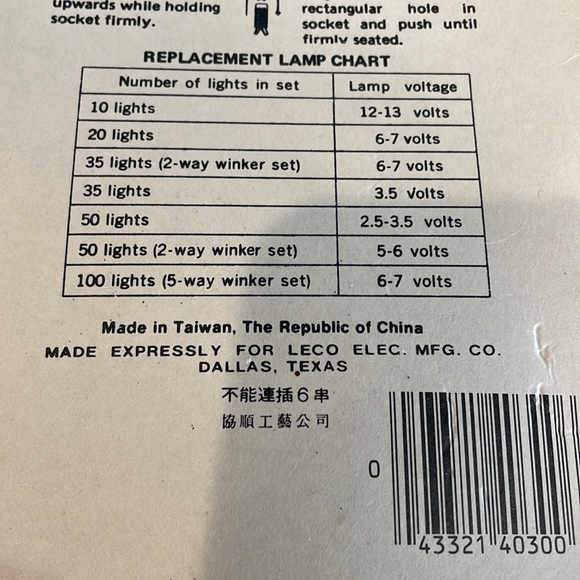 upwards while holding
socket firmly.
rectangular hole in
socket and push until
firmly seated.
REPLACEMENT LAMP CHART
Number of lights in set Lamp voltage
10 lights 12-13 volts
20 lights 6-7 volts
35 lights (2-way winker set) 6-7 volts
35 lights 3.5 volts
50 lights 2.5-3.5 volts
50 lights (2-way winker set) 5-6 volts
100 lights (5-way winker set) 6-7 volts
Made in Taiwan, The Republic of China
MADE EXPRESSLY FOR LECO ELEC. MFG. CO.
DALLAS, TEXAS
不能連插6串
協順工藝公司
0 43321 40300